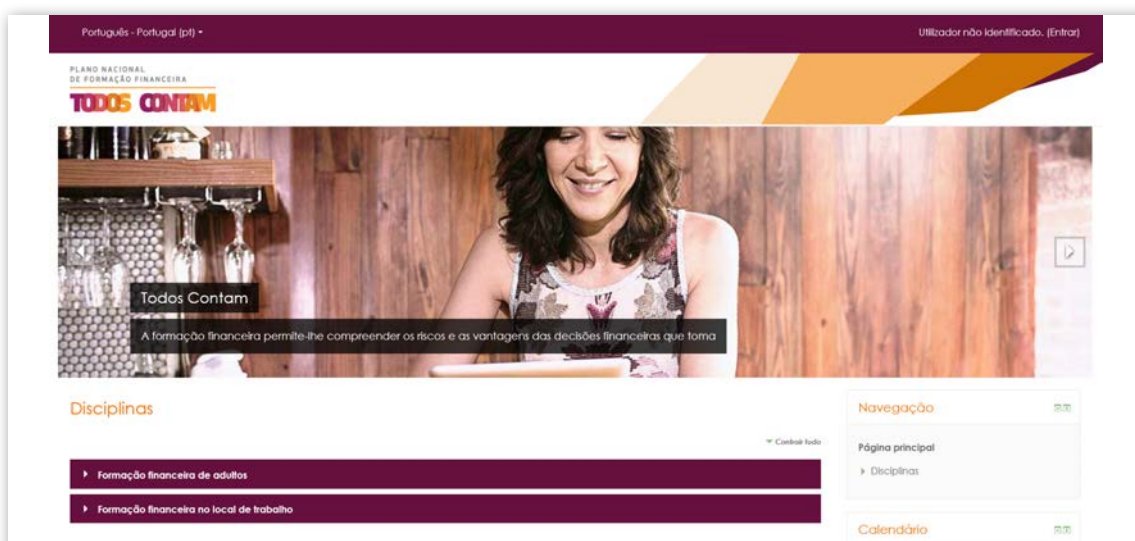 Português - Portugal (pt)
Utilizador não identificado. (Entrar)
PLANO NACIONAL
DE FORMAÇÃO FINANCEIRA
TODOS CONTAM
Todos Contam
A formação financeira permite-lhe compreender os riscos e as vantagens das decisões financeiras que toma
Disciplinas
Contrair tudo
Formação financeira de adultos
Formação financeira no local de trabalho
Navegação
Página principal
Disciplinas
Calendário